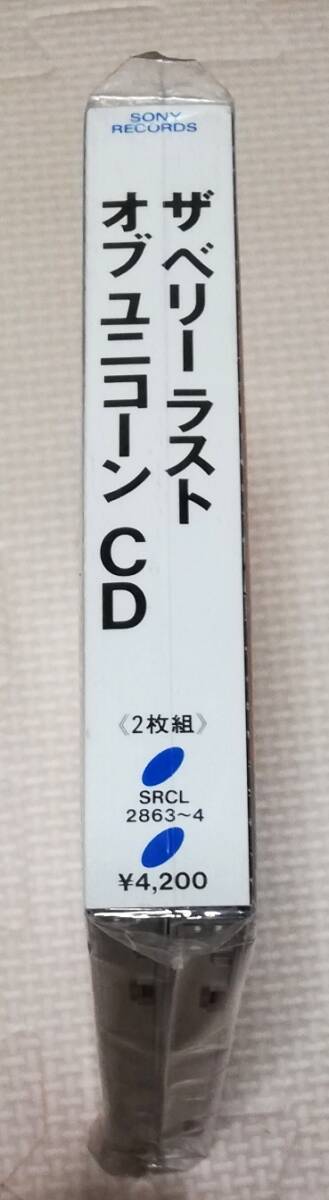 SONY
RECORDS
ザ ベリー ラスト
オブ ユニコーン CD
《2枚組》
SRCL
2863~4
¥4,200